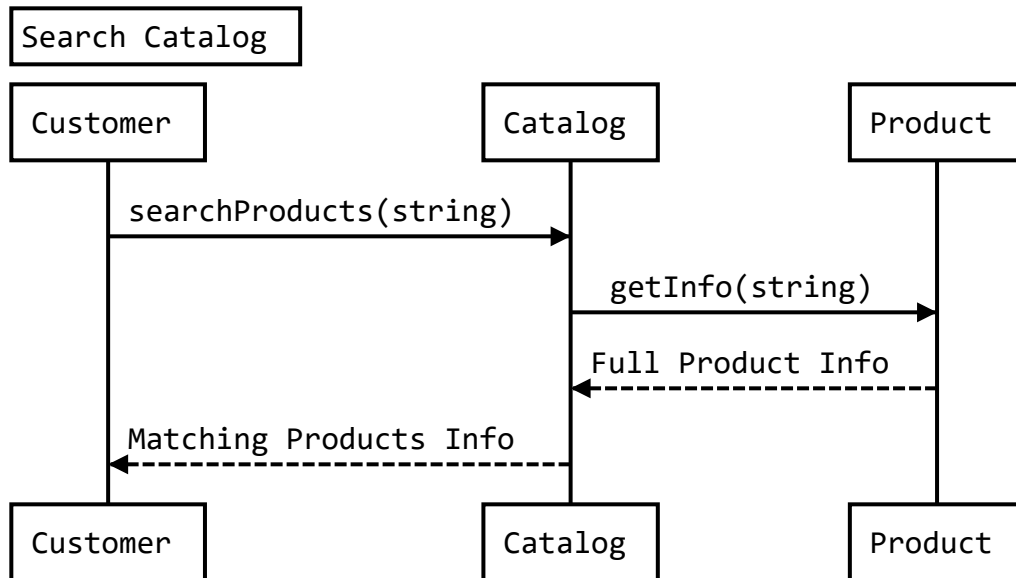 Search Catalog
Customer
Catalog
Product
searchProducts(string)
getInfo(string)
Full Product Info
Matching Products Info
Customer
Catalog
Product